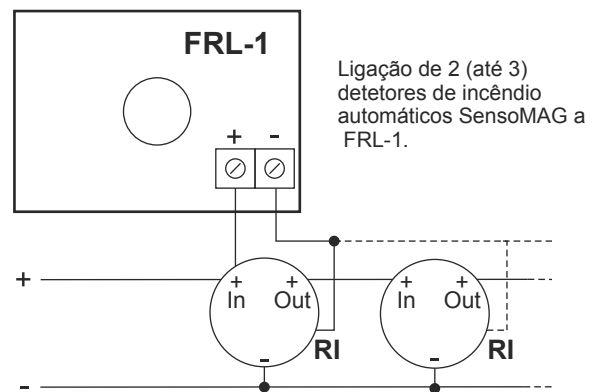 FRL-1
Ligação de 2 (até 3)
detetores de incêndio
automáticos SensoMAG a
FRL-1.
+ -
+ + + + +
In Out In Out
- -
RI RI
-